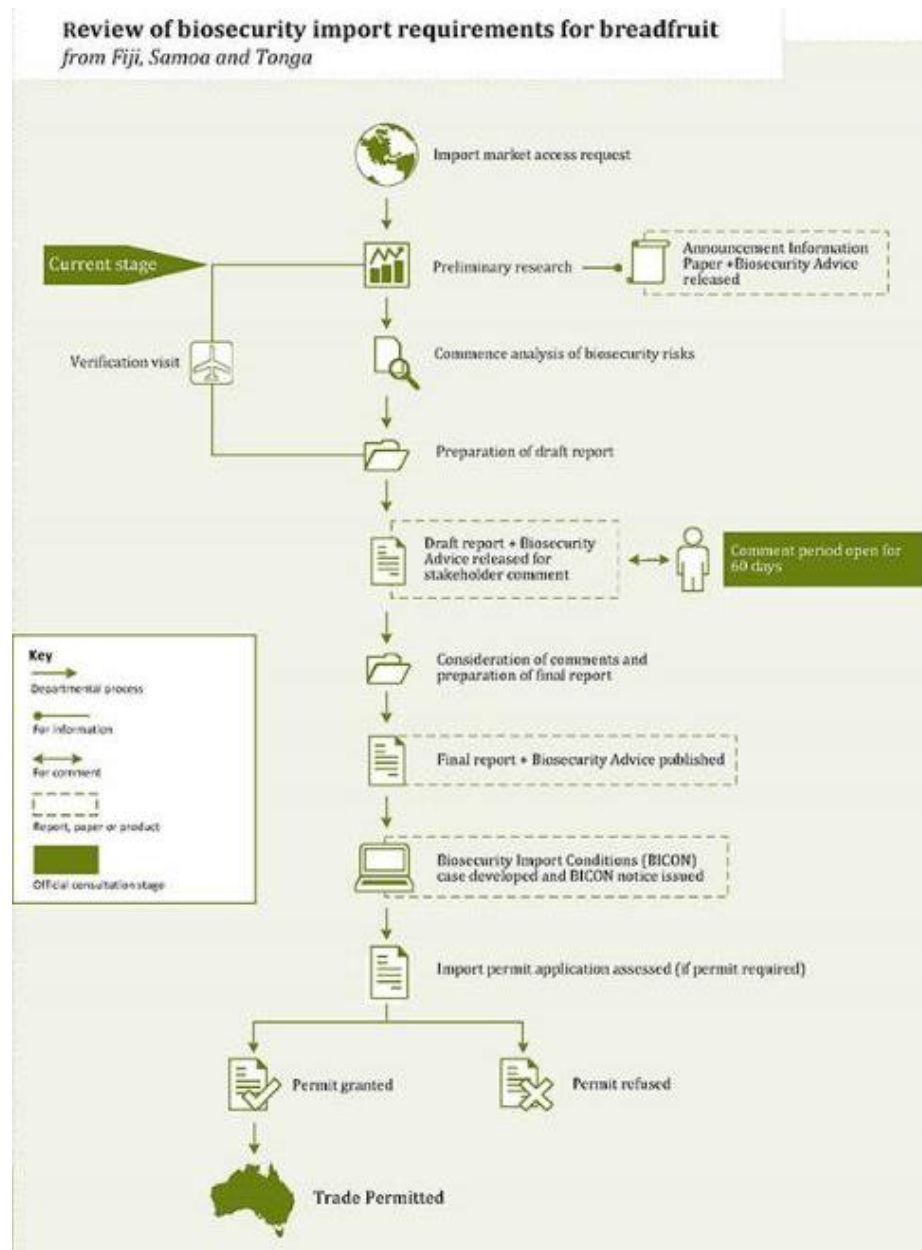 Review of biosecurity import requirements for breadfruit
from Fiji, Samoa and Tonga
Import market access request
Current stage
Preliminary research
Announcement Information
Paper +Biosecurity Advice
released
Verification visit
Commence analysis of biosecurity risks
Preparation of draft report
Draft report + Biosecurity
Advice released for
stakeholder comment
Comment period open for
60 days
Key
Departmental process
For information
For comment
Report, paper or product
Official consultation stage
Consideration of comments and
preparation of final report
Final report + Biosecurity Advice published
Biosecurity Import Conditions (BICON)
case developed and BICON notice issued
Import permit application assessed (if permit required)
Permit granted
Permit refused
Trade Permitted